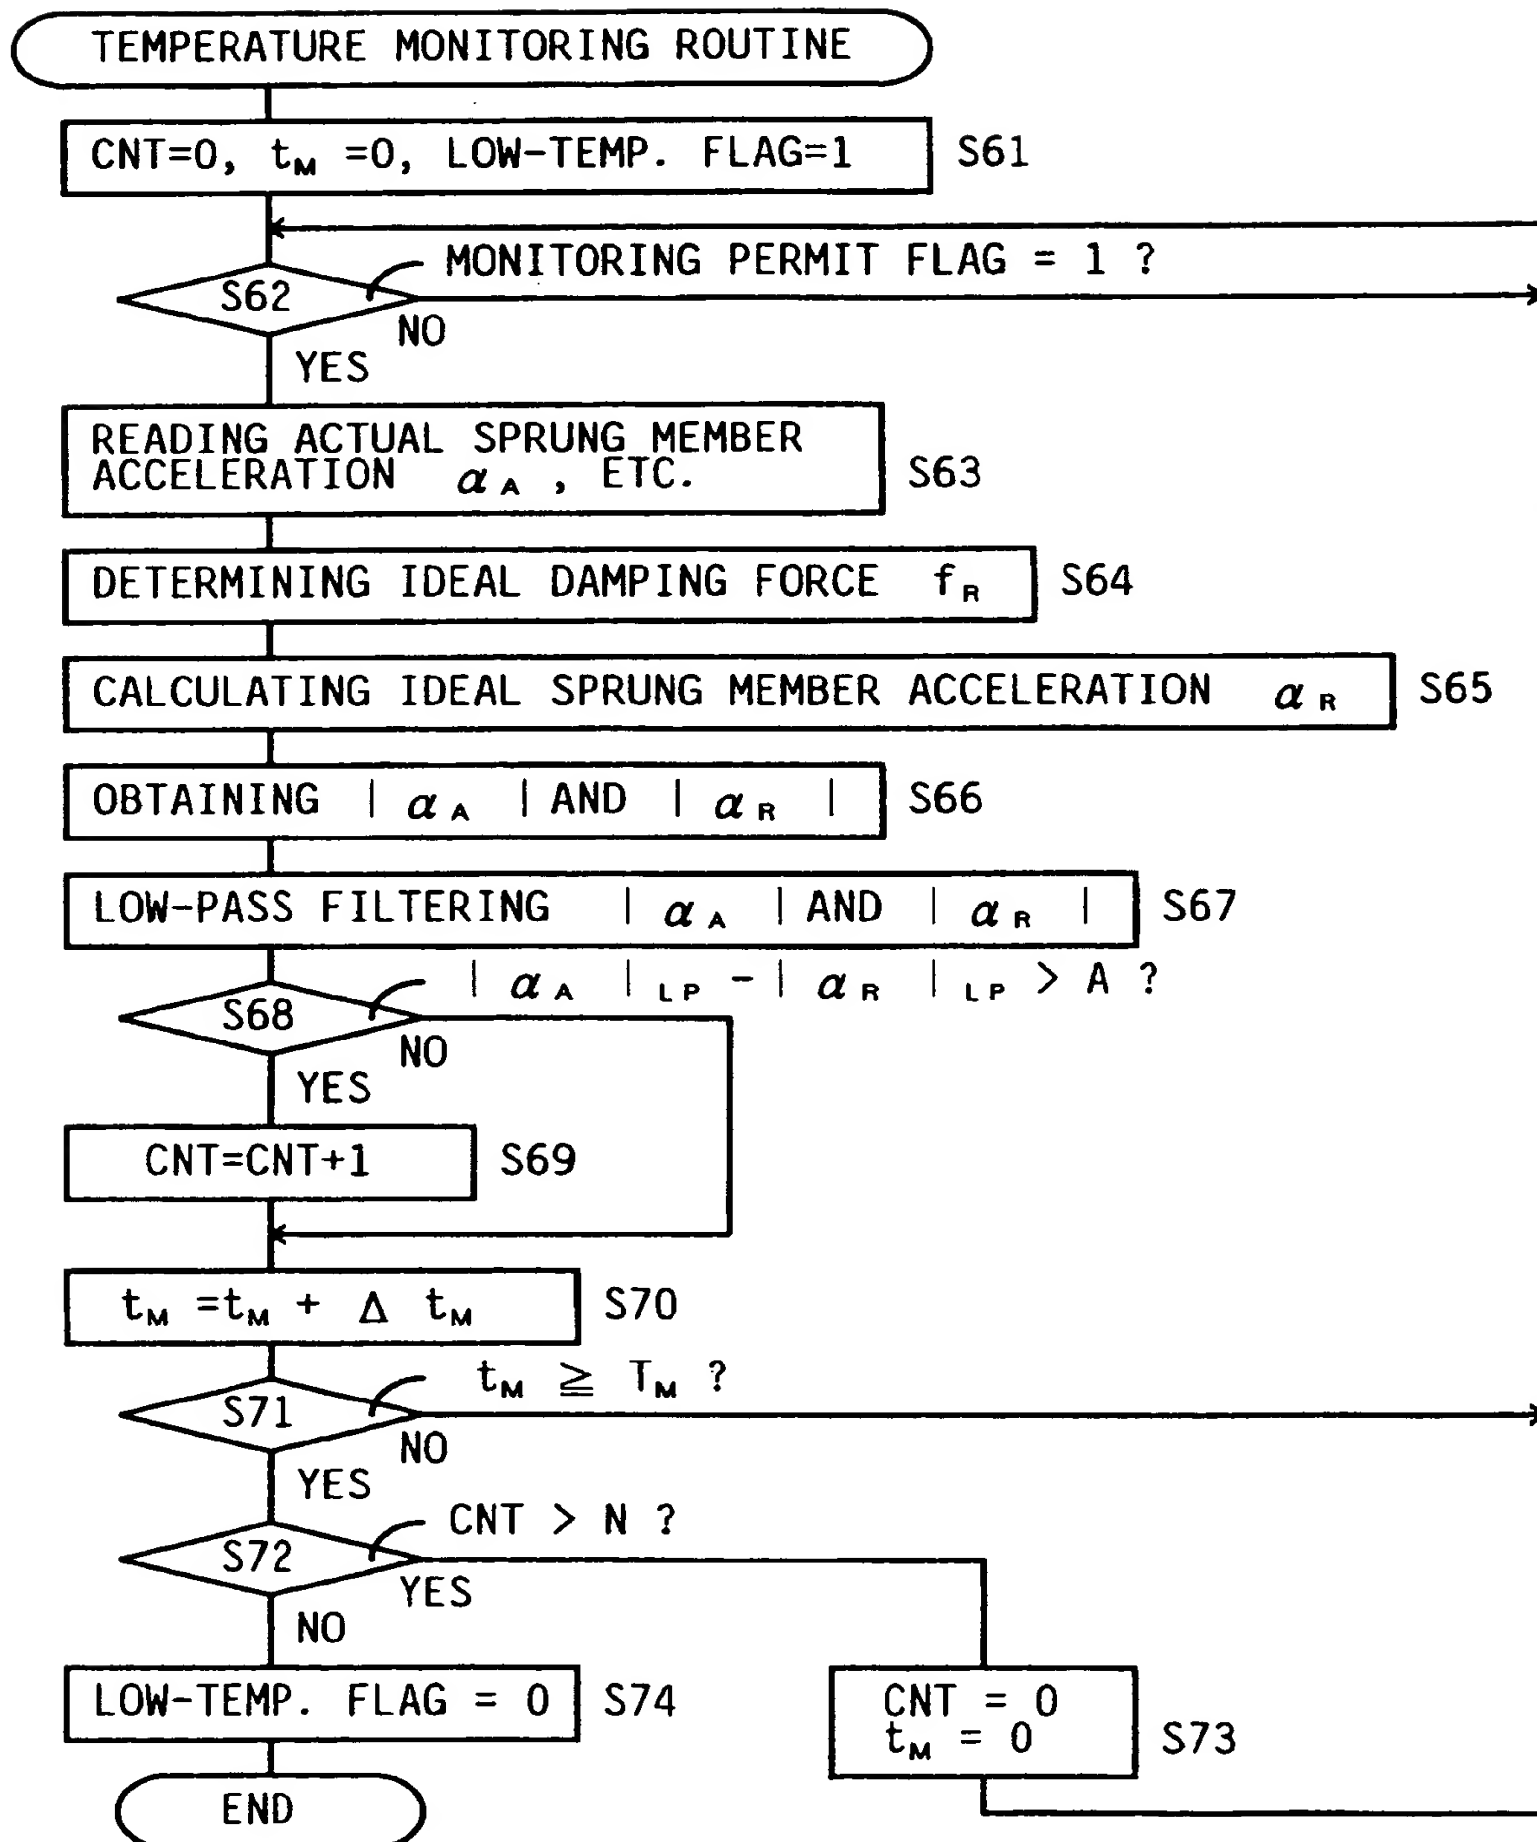 TEMPERATURE MONITORING ROUTINE
CNT=0, tM =0, LOW-TEMP. FLAG=1 S61
MONITORING PERMIT FLAG = 1 ?
S62
NO
YES
READING ACTUAL SPRUNG MEMBER
ACCELERATION αA , ETC.
S63
DETERMINING IDEAL DAMPING FORCE fR S64
CALCULATING IDEAL SPRUNG MEMBER ACCELERATION αR S65
OBTAINING | αA | AND | αR | S66
LOW-PASS FILTERING | αA | AND | αR | S67
| αA |LP - | αR |LP > A ?
S68
NO
YES
CNT=CNT+1 S69
tM =tM + Δ tM S70
tM ≧ TM ?
S71
NO
YES
CNT > N ?
S72
YES
NO
LOW-TEMP. FLAG = 0 S74
CNT = 0
tM = 0
S73
END